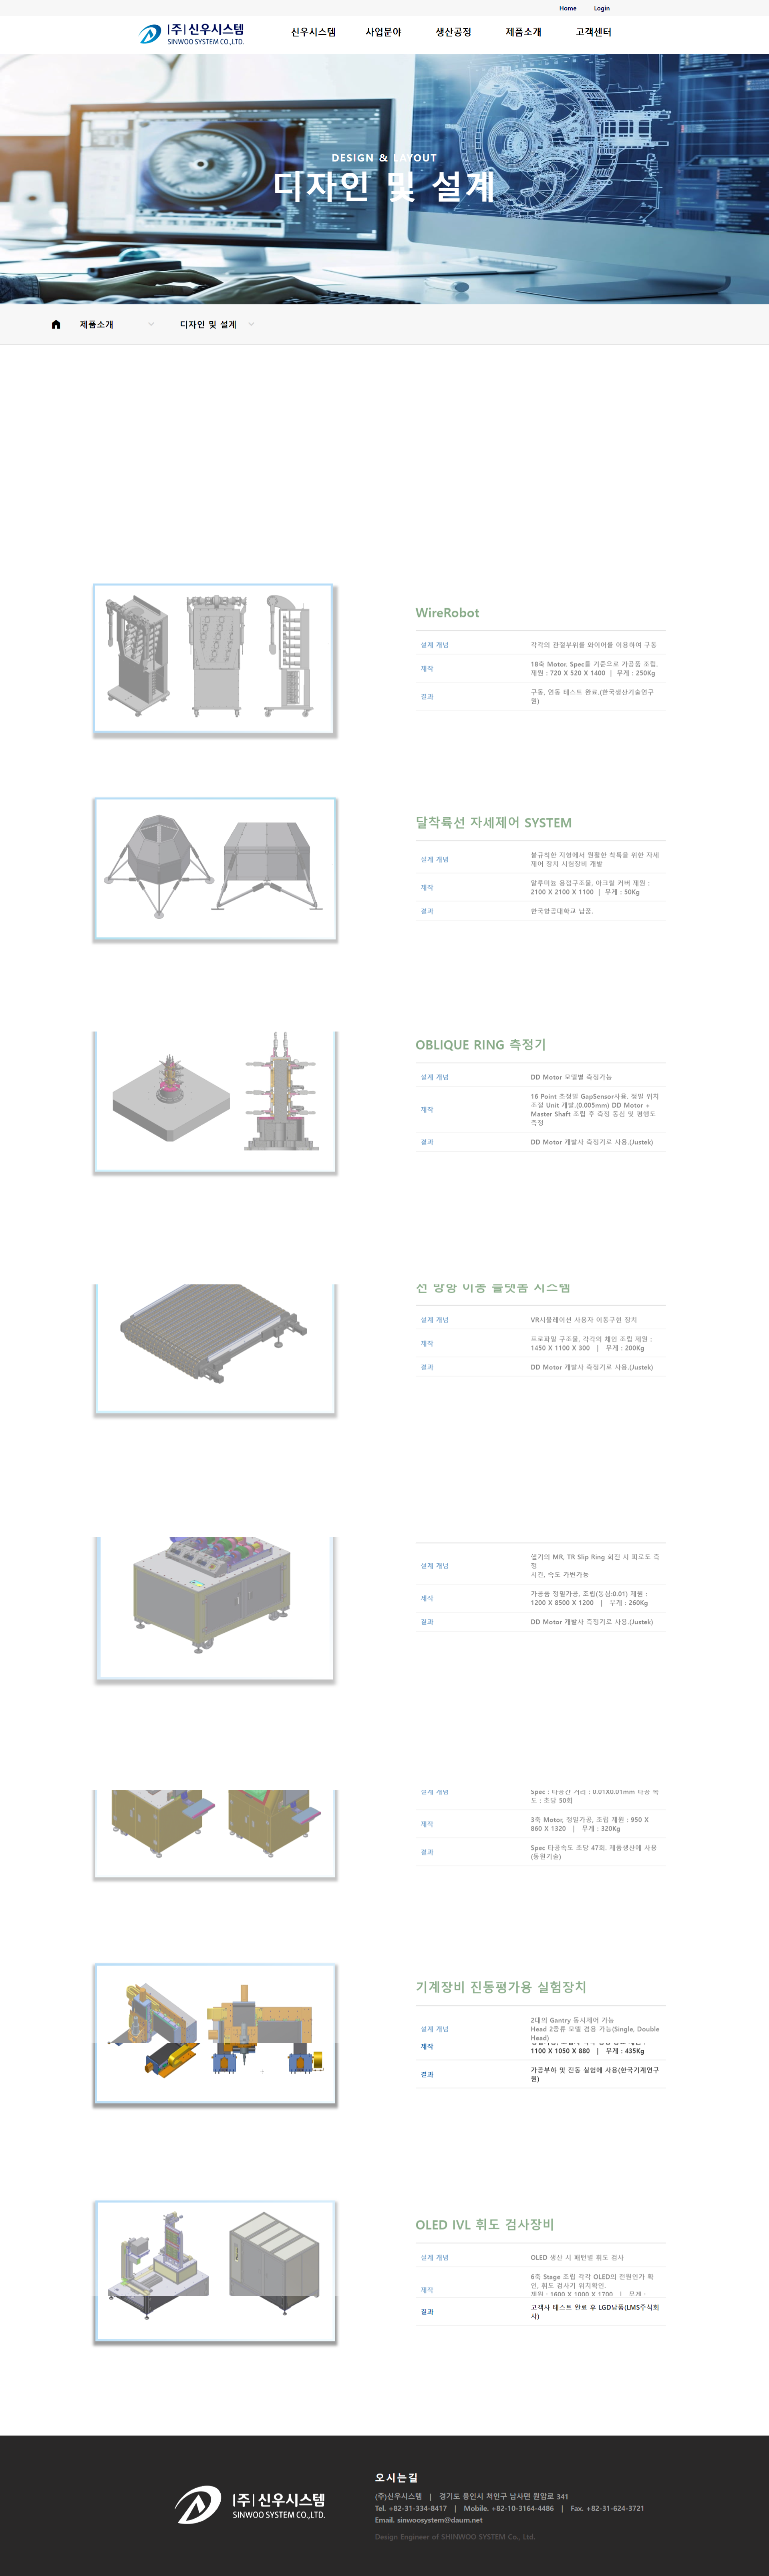 Home Login
(주)신우시스템
SINWOO SYSTEM CO.,LTD.
신우시스템 사업분야 생산공정 제품소개 고객센터
DESIGN & LAYOUT
디자인 및 설계
제품소개 디자인 및 설계
WireRobot
설계 개념 각각의 관절부위를 와이어를 이용하여 구동
제작 18축 Motor, Spec를 기준으로 가공품 조립.
제원 : 720 X 520 X 1400 | 무게 : 250Kg
결과 구동, 연동 테스트 완료.(한국생산기술연구
원)
달착륙선 자세제어 SYSTEM
설계 개념 불규칙한 지형에서 원활한 착륙을 위한 자세
제어 장치 시험장비 개발
제작 알루미늄 용접구조물, 아크릴 커버 제원 :
2100 X 2100 X 1100 | 무게 : 50Kg
결과 한국항공대학교 납품.
OBLIQUE RING 측정기
설계 개념 DD Motor 모델별 측정가능
제작 16 Point 초정밀 GapSensor사용. 정밀 위치
조절 Unit 개발.(0.005mm) DD Motor +
Master Shaft 조립 후 측정 동심 및 평행도
측정
결과 DD Motor 개발사 측정기로 사용.(Justek)
전 방향 이동 플랫폼 시스템
설계 개념 VR시뮬레이션 사용자 이동구현 장치
제작 프로파일 구조물, 각각의 체인 조립 제원 :
1450 X 1100 X 300 | 무게 : 200Kg
결과 DD Motor 개발사 측정기로 사용.(Justek)
설계 개념 헬기의 MR, TR Slip Ring 회전 시 피로도 측
정
시간, 속도 가변가능
제작 가공품 정밀가공, 조립(동심:0.01) 제원 :
1200 X 8500 X 1200 | 무게 : 260Kg
결과 DD Motor 개발사 측정기로 사용.(Justek)
설계 개념 Spec : 타공간 거리 : 0.01X0.01mm 타공 속
도 : 초당 50회
제작 3축 Motor, 정밀가공, 조립 제원 : 950 X
860 X 1320 | 무게 : 320Kg
결과 Spec 타공속도 초당 47회. 제품생산에 사용
(동원기술)
기계장비 진동평가용 실험장치
설계 개념 2대의 Gantry 동시제어 가능
Head 2종류 모델 겸용 가능(Single, Double
Head)
제작
1100 X 1050 X 880 | 무게 : 435Kg
결과 가공부하 및 진동 실험에 사용(한국기계연구
원)
OLED IVL 휘도 검사장비
설계 개념 OLED 생산 시 패턴별 휘도 검사
제작 6축 Stage 조립 각각 OLED의 전원인가 확
인, 휘도 검사기 위치확인.
제원 : 1600 X 1000 X 1700 | 무게 :
결과 고객사 테스트 완료 후 LGD납품(LMS주식회
사)
(주)신우시스템
SINWOO SYSTEM CO.,LTD.
오시는길
(주)신우시스템 | 경기도 용인시 처인구 남사면 원암로 341
Tel. +82-31-334-8417 | Mobile. +82-10-3164-4486 | Fax. +82-31-624-3721
Email. sinwoosystem@daum.net
Design Engineer of SHINWOO SYSTEM Co., Ltd.